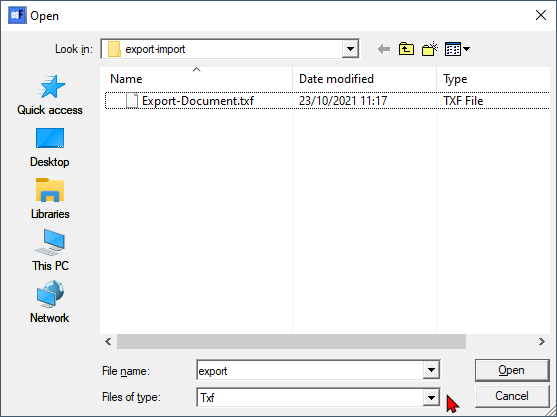 Open
Look in: export-import
Name Date modified Type
Export-Document.txf 23/10/2021 11:17 TXF File
Quick access
Desktop
Libraries
This PC
Network
File name: export Open
Files of type: Txf Cancel